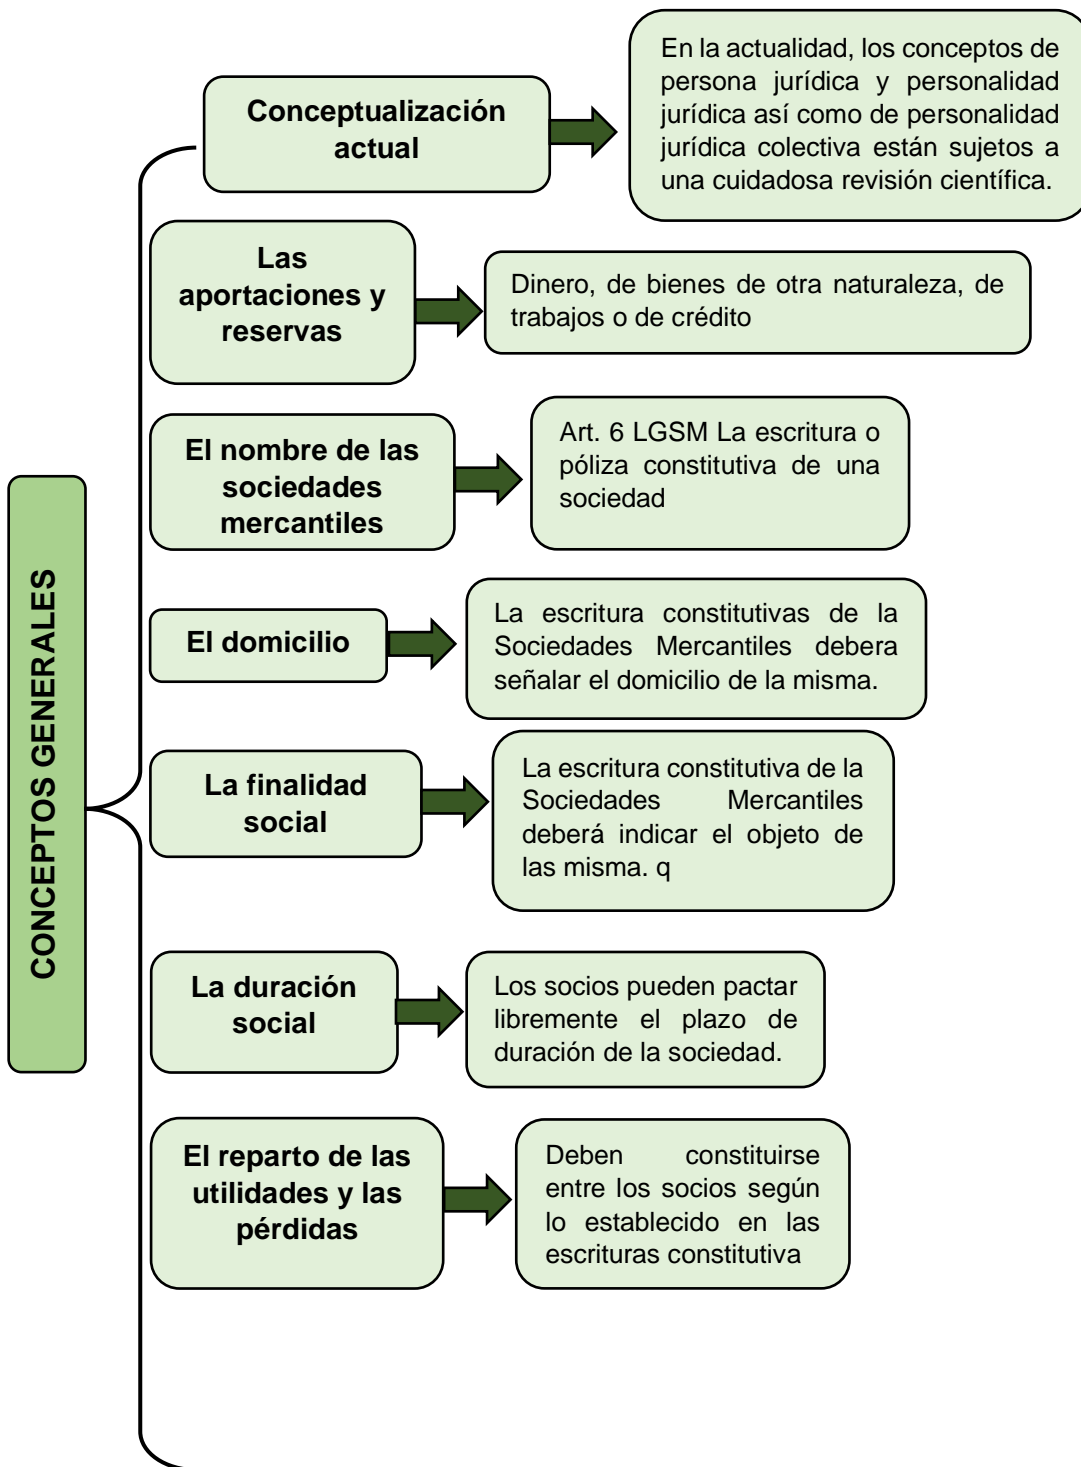 CONCEPTOS GENERALES
Conceptualización
actual
En la actualidad, los conceptos de
persona jurídica y personalidad
jurídica así como de personalidad
jurídica colectiva están sujetos a
una cuidadosa revisión científica.
Las
aportaciones y
reservas
Dinero, de bienes de otra naturaleza, de
trabajos o de crédito
El nombre de las
sociedades
mercantiles
Art. 6 LGSM La escritura o
póliza constitutiva de una
sociedad
El domicilio
La escritura constitutivas de la
Sociedades Mercantiles debera
señalar el domicilio de la misma.
La finalidad
social
La escritura constitutiva de la
Sociedades Mercantiles
deberá indicar el objeto de
las misma. q
La duración
social
Los socios pueden pactar
libremente el plazo de
duración de la sociedad.
El reparto de las
utilidades y las
pérdidas
Deben constituirse
entre los socios según
lo establecido en las
escrituras constitutiva